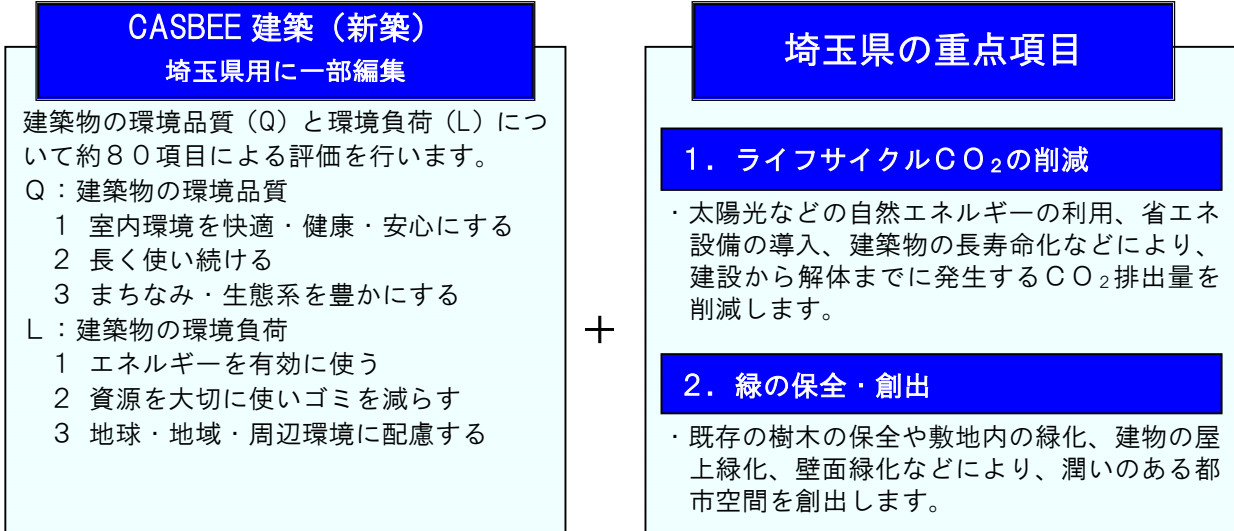 CASBEE 建築（新築）
埼玉県用に一部編集
建築物の環境品質（Q）と環境負荷（L）につ
いて約８０項目による評価を行います。
Q：建築物の環境品質
1 室内環境を快適・健康・安心にする
2 長く使い続ける
3 まちなみ・生態系を豊かにする
L：建築物の環境負荷
1 エネルギーを有効に使う
2 資源を大切に使いゴミを減らす
3 地球・地域・周辺環境に配慮する
＋
埼玉県の重点項目
１．ライフサイクルＣＯ₂の削減
・太陽光などの自然エネルギーの利用、省エネ
設備の導入、建築物の長寿命化などにより、
建設から解体までに発生するＣＯ₂排出量を
削減します。
２．緑の保全・創出
・既存の樹木の保全や敷地内の緑化、建物の屋
上緑化、壁面緑化などにより、潤いのある都
市空間を創出します。